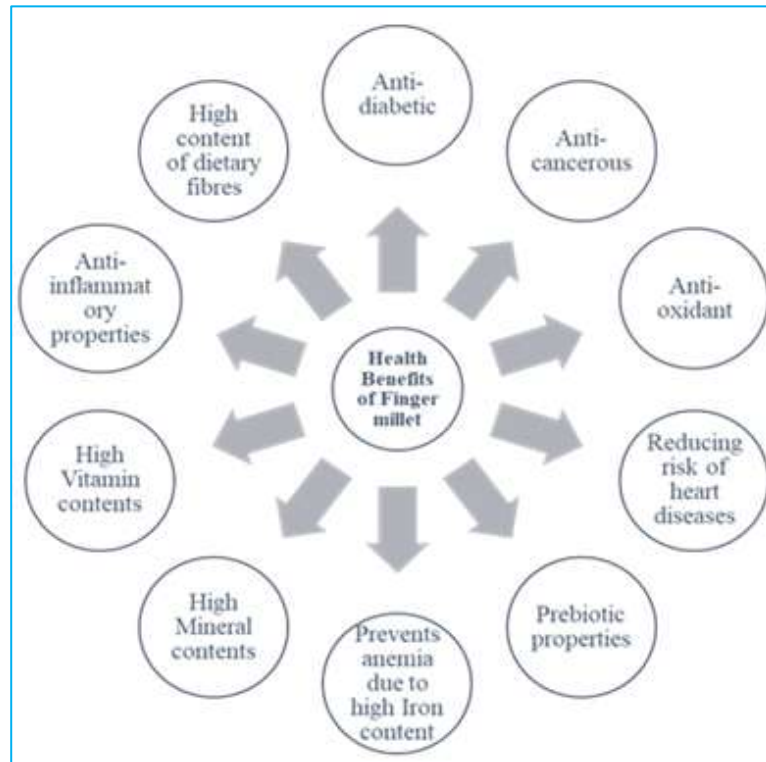 Anti-
diabetic
Anti-
cancerous
Anti-
oxidant
Reducing
risk of
heart
diseases
Prebiotic
properties
Prevents
anemia
due to
high Iron
content
High
Mineral
contents
High
Vitamin
contents
Anti-
inflammat
ory
properties
High
content
of dietary
fibres
Health
Benefits
of Finger
millet